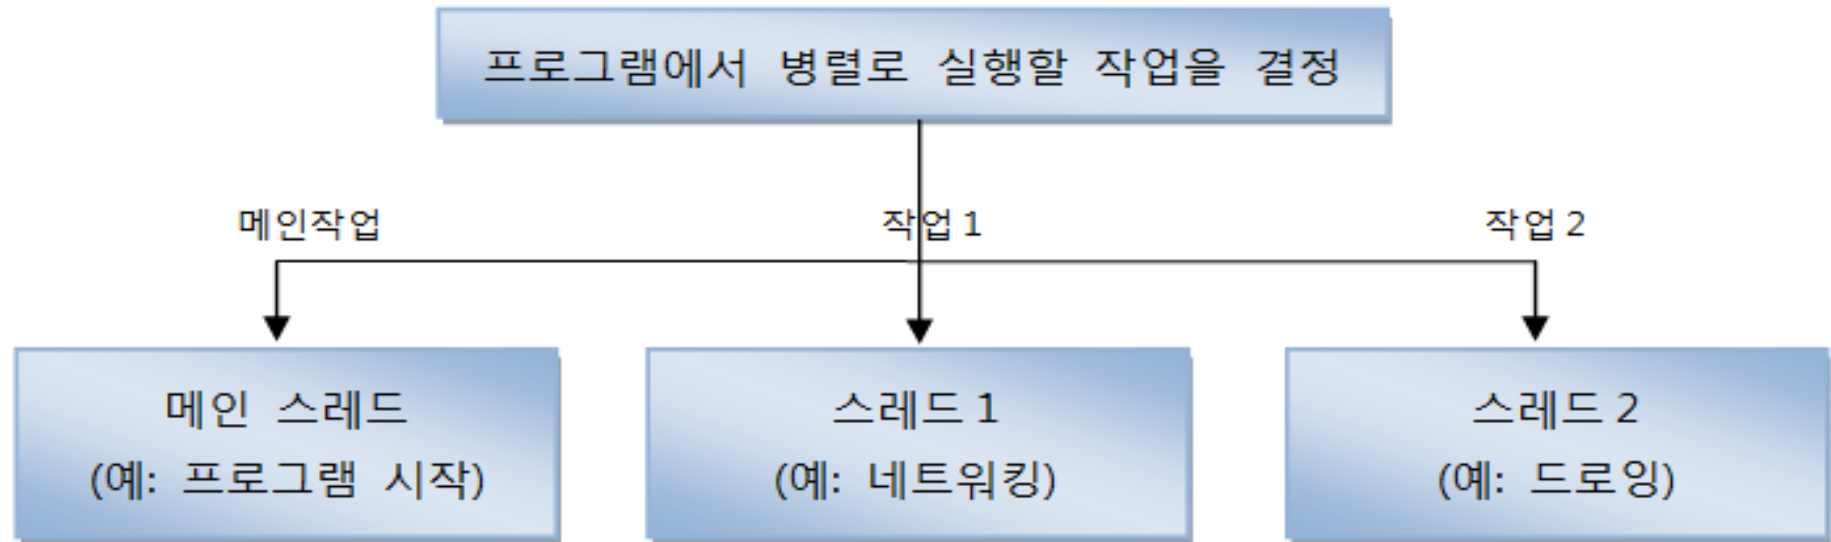 프로그램에서 병렬로 실행할 작업을 결정
메인작업
작업1
작업2
메인 스레드
(예: 프로그램 시작)
스레드1
(예: 네트워킹)
스레드2
(예: 드로잉)